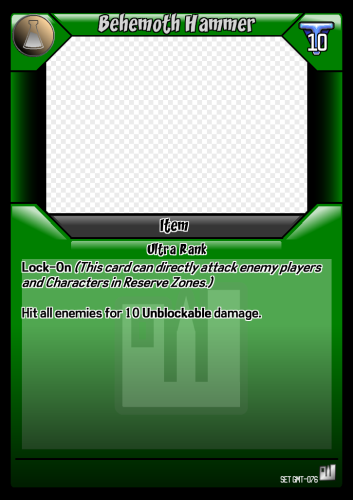 Behemoth Hammer
10
Item
Ultra Rank
Lock-On (This card can directly attack enemy players
and Characters in Reserve Zones.)
Hit all enemies for 10 Unblockable damage.
SET GMT-076